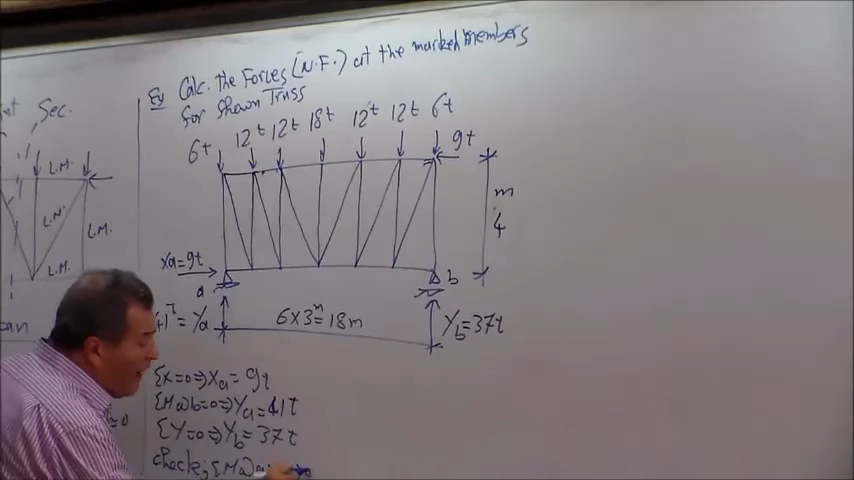 Ex Calc. the Forces (N.F.) at the marked members
for Shown Truss
Sec.
6t 12t 12t 18t 12t 12t 6t
9t
L.M.
L.M.
L.M.
L.M.
m
4
xa=9t
a
b
= Ya
6x3m=18m
Yb=37t
ΣX=0⇒Xa=9t
ΣM@b=0⇒Ya=41t
ΣY=0⇒Yb=37t
check; ΣM@a